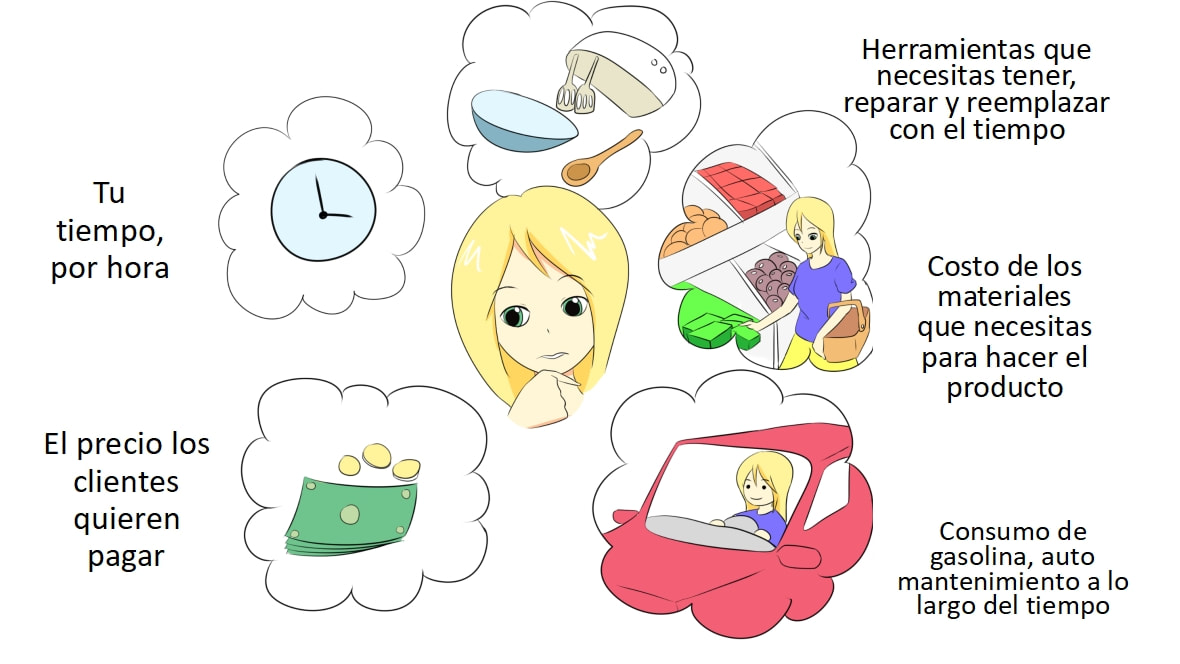 Herramientas que
necesitas tener,
reparar y reemplazar
con el tiempo
Tu
tiempo,
por hora
Costo de los
materiales
que necesitas
para hacer el
producto
El precio los
clientes
quieren
pagar
Consumo de
gasolina, auto
mantenimiento a lo
largo del tiempo